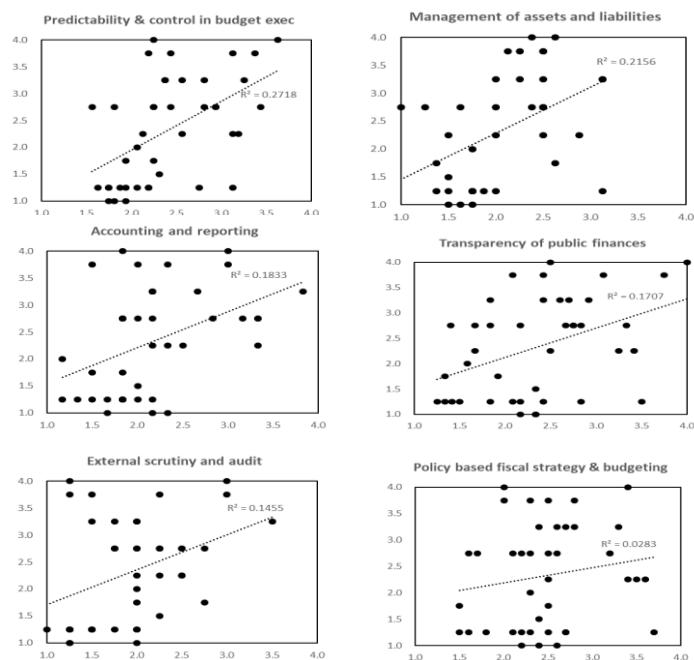 Predictability & control in budget exec
4.0
3.5
3.0
2.5
2.0
1.5
1.0
R² = 0.2718
1.0 1.5 2.0 2.5 3.0 3.5 4.0
Management of assets and liabilities
4.0
3.5
3.0
2.5
2.0
1.5
1.0
R² = 0.2156
1.0 1.5 2.0 2.5 3.0 3.5 4.0
Accounting and reporting
4.0
3.5
3.0
2.5
2.0
1.5
1.0
R² = 0.1833
1.0 1.5 2.0 2.5 3.0 3.5 4.0
Transparency of public finances
4.0
3.5
3.0
2.5
2.0
1.5
1.0
R² = 0.1707
1.0 1.5 2.0 2.5 3.0 3.5 4.0
External scrutiny and audit
4.0
3.5
3.0
2.5
2.0
1.5
1.0
R² = 0.1455
1.0 1.5 2.0 2.5 3.0 3.5 4.0
Policy based fiscal strategy & budgeting
4.0
3.5
3.0
2.5
2.0
1.5
1.0
R² = 0.0283
1.0 1.5 2.0 2.5 3.0 3.5 4.0